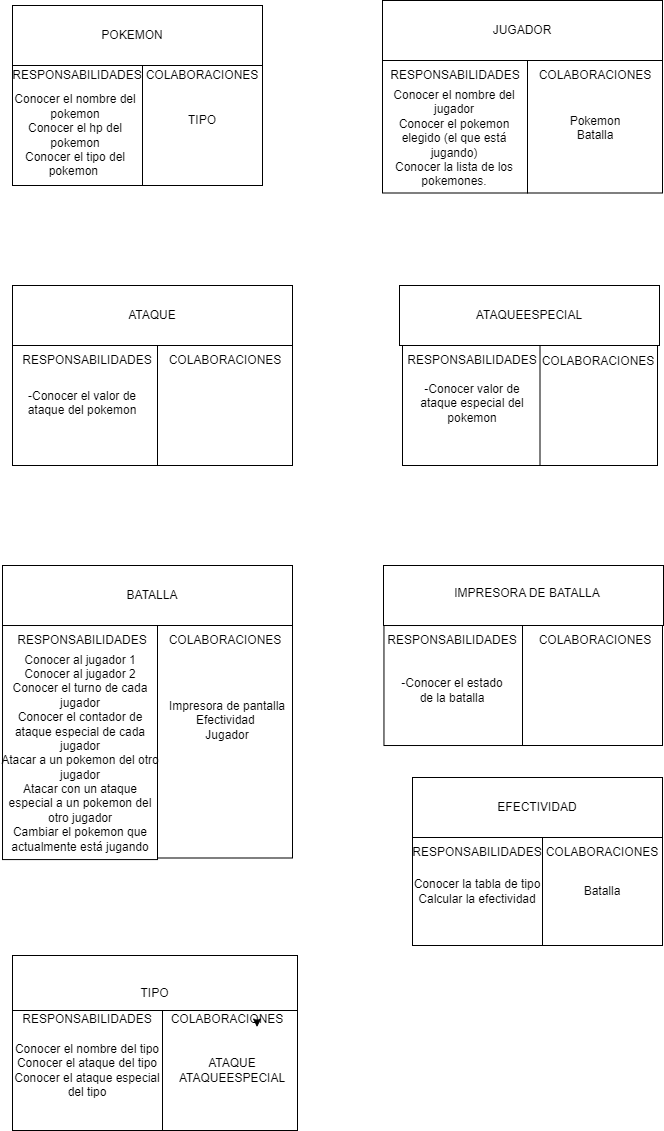 POKEMON
RESPONSABILIDADES
Conocer el nombre del
pokemon
Conocer el hp del
pokemon
Conocer el tipo del
pokemon
COLABORACIONES
TIPO
JUGADOR
RESPONSABILIDADES
Conocer el nombre del
jugador
Conocer el pokemon
elegido (el que está
jugando)
Conocer la lista de los
pokemones.
COLABORACIONES
Pokemon
Batalla
ATAQUE
RESPONSABILIDADES
-Conocer el valor de
ataque del pokemon
COLABORACIONES
ATAQUEESPECIAL
RESPONSABILIDADES
-Conocer valor de
ataque especial del
pokemon
COLABORACIONES
BATALLA
RESPONSABILIDADES
Conocer al jugador 1
Conocer al jugador 2
Conocer el turno de cada
jugador
Conocer el contador de
ataque especial de cada
jugador
Atacar a un pokemon del otro
jugador
Atacar con un ataque
especial a un pokemon del
otro jugador
Cambiar el pokemon que
actualmente está jugando
COLABORACIONES
Impresora de pantalla
Efectividad
Jugador
IMPRESORA DE BATALLA
RESPONSABILIDADES
-Conocer el estado
de la batalla
COLABORACIONES
EFECTIVIDAD
RESPONSABILIDADES
Conocer la tabla de tipo
Calcular la efectividad
COLABORACIONES
Batalla
TIPO
RESPONSABILIDADES
Conocer el nombre del tipo
Conocer el ataque del tipo
Conocer el ataque especial
del tipo
COLABORACIONES
ATAQUE
ATAQUEESPECIAL